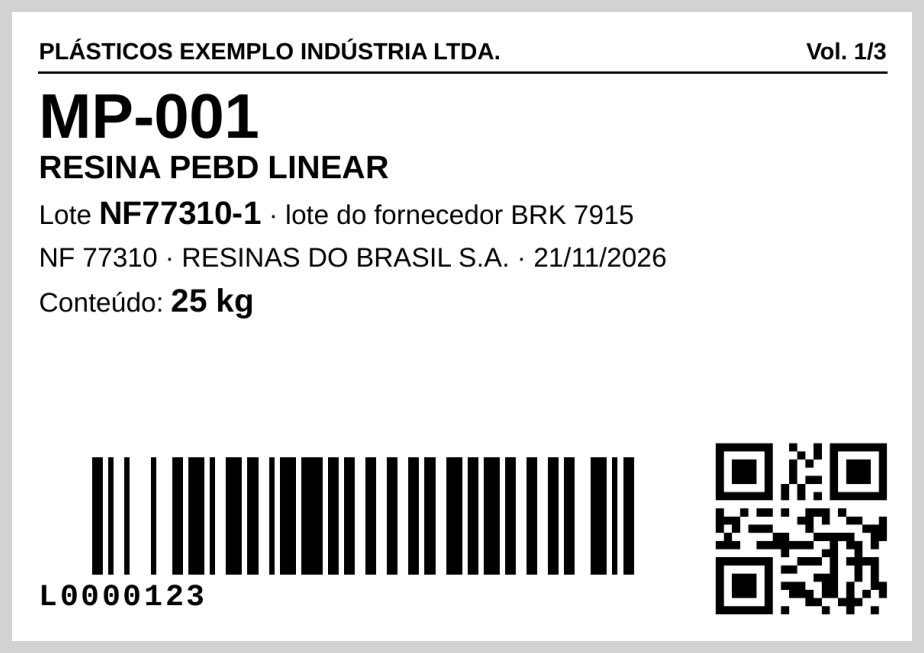 PLÁSTICOS EXEMPLO INDÚSTRIA LTDA. Vol. 1/3
MP-001
RESINA PEBD LINEAR
Lote NF77310-1 · lote do fornecedor BRK 7915
NF 77310 · RESINAS DO BRASIL S.A. · 21/11/2026
Conteúdo: 25 kg
L0000123